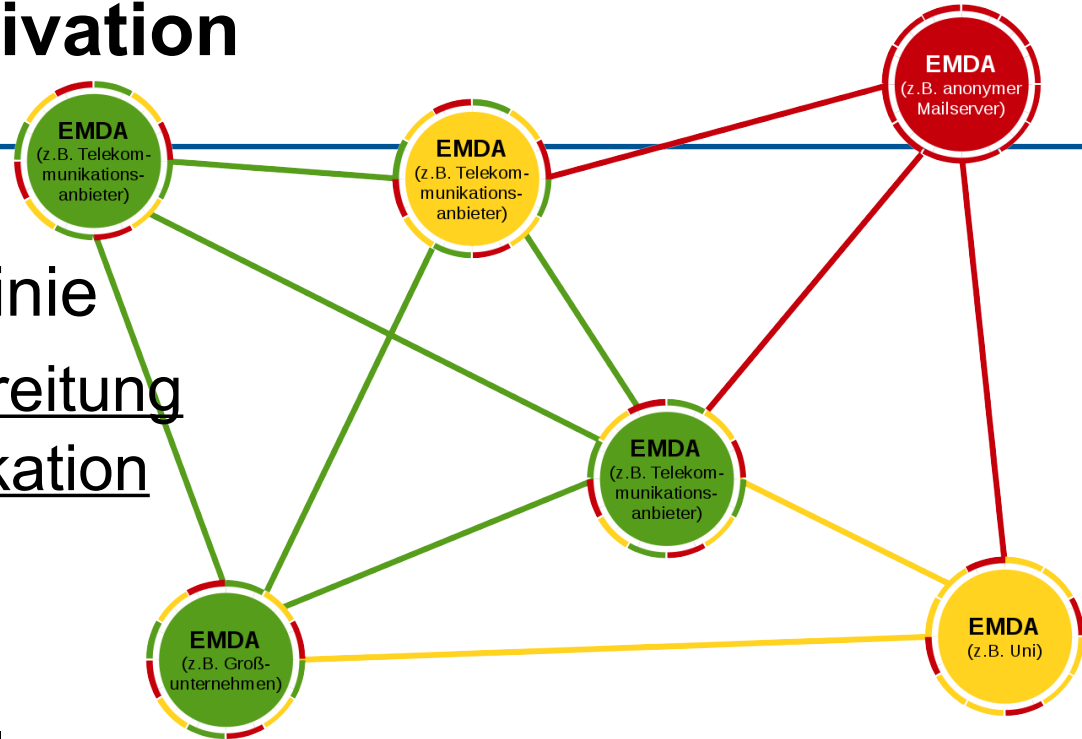 ivation
EMDA
(z.B. anonymer
Mailserver)
EMDA
(z.B. Telekom-
munikations-
anbieter)
EMDA
(z.B. Telekom-
munikations-
anbieter)
inie
reitung
kation
EMDA
(z.B. Telekom-
munikations-
anbieter)
EMDA
(z.B. Groß-
unternehmen)
EMDA
(z.B. Uni)